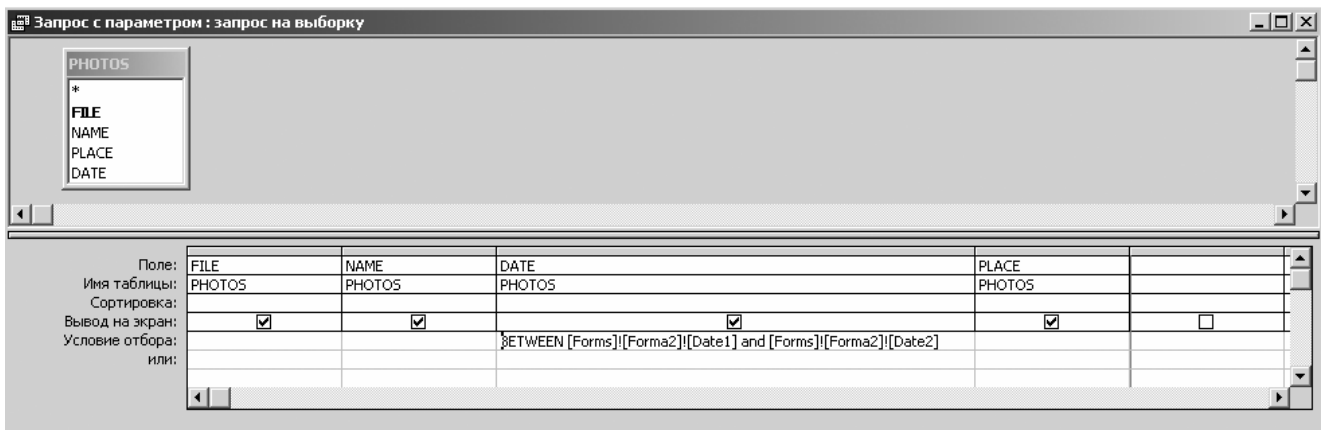 Запрос с параметром : запрос на выборку
PHOTOS
*
FILE
NAME
PLACE
DATE
Поле: FILE NAME DATE PLACE
Имя таблицы: PHOTOS PHOTOS PHOTOS PHOTOS
Сортировка:
Вывод на экран:
Условие отбора: BETWEEN [Forms]![Forma2]![Date1] and [Forms]![Forma2]![Date2]
или: